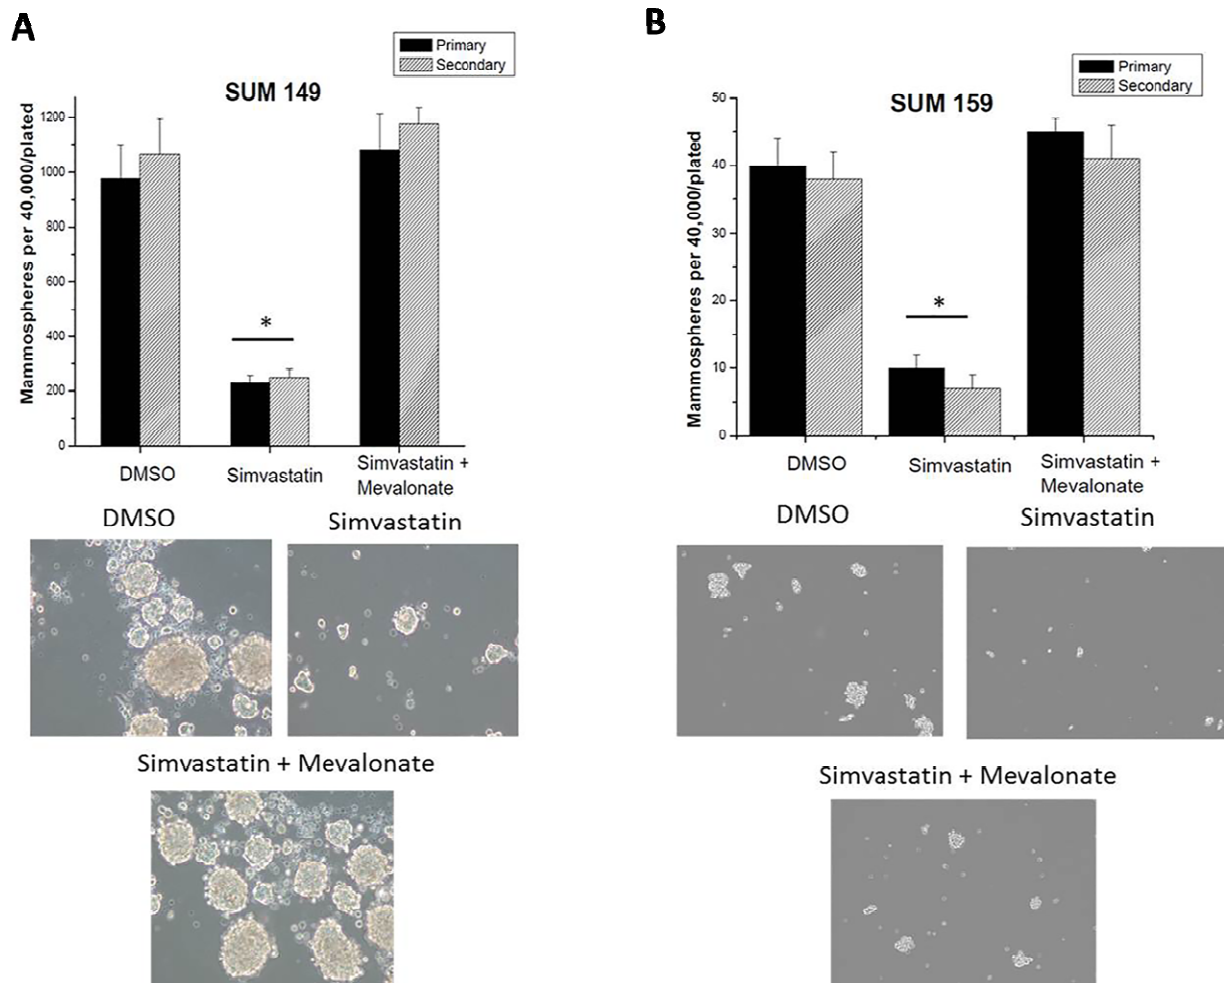 A
Primary
Secondary
SUM 149
Mammospheres per 40,000/plated
1200
1000
800
600
400
200
0
*
DMSO
Simvastatin
Simvastatin +
Mevalonate
DMSO
Simvastatin
Simvastatin + Mevalonate
B
Primary
Secondary
SUM 159
Mammospheres per 40,000/plated
50
40
30
20
10
0
*
DMSO
Simvastatin
Simvastatin +
Mevalonate
DMSO
Simvastatin
Simvastatin + Mevalonate